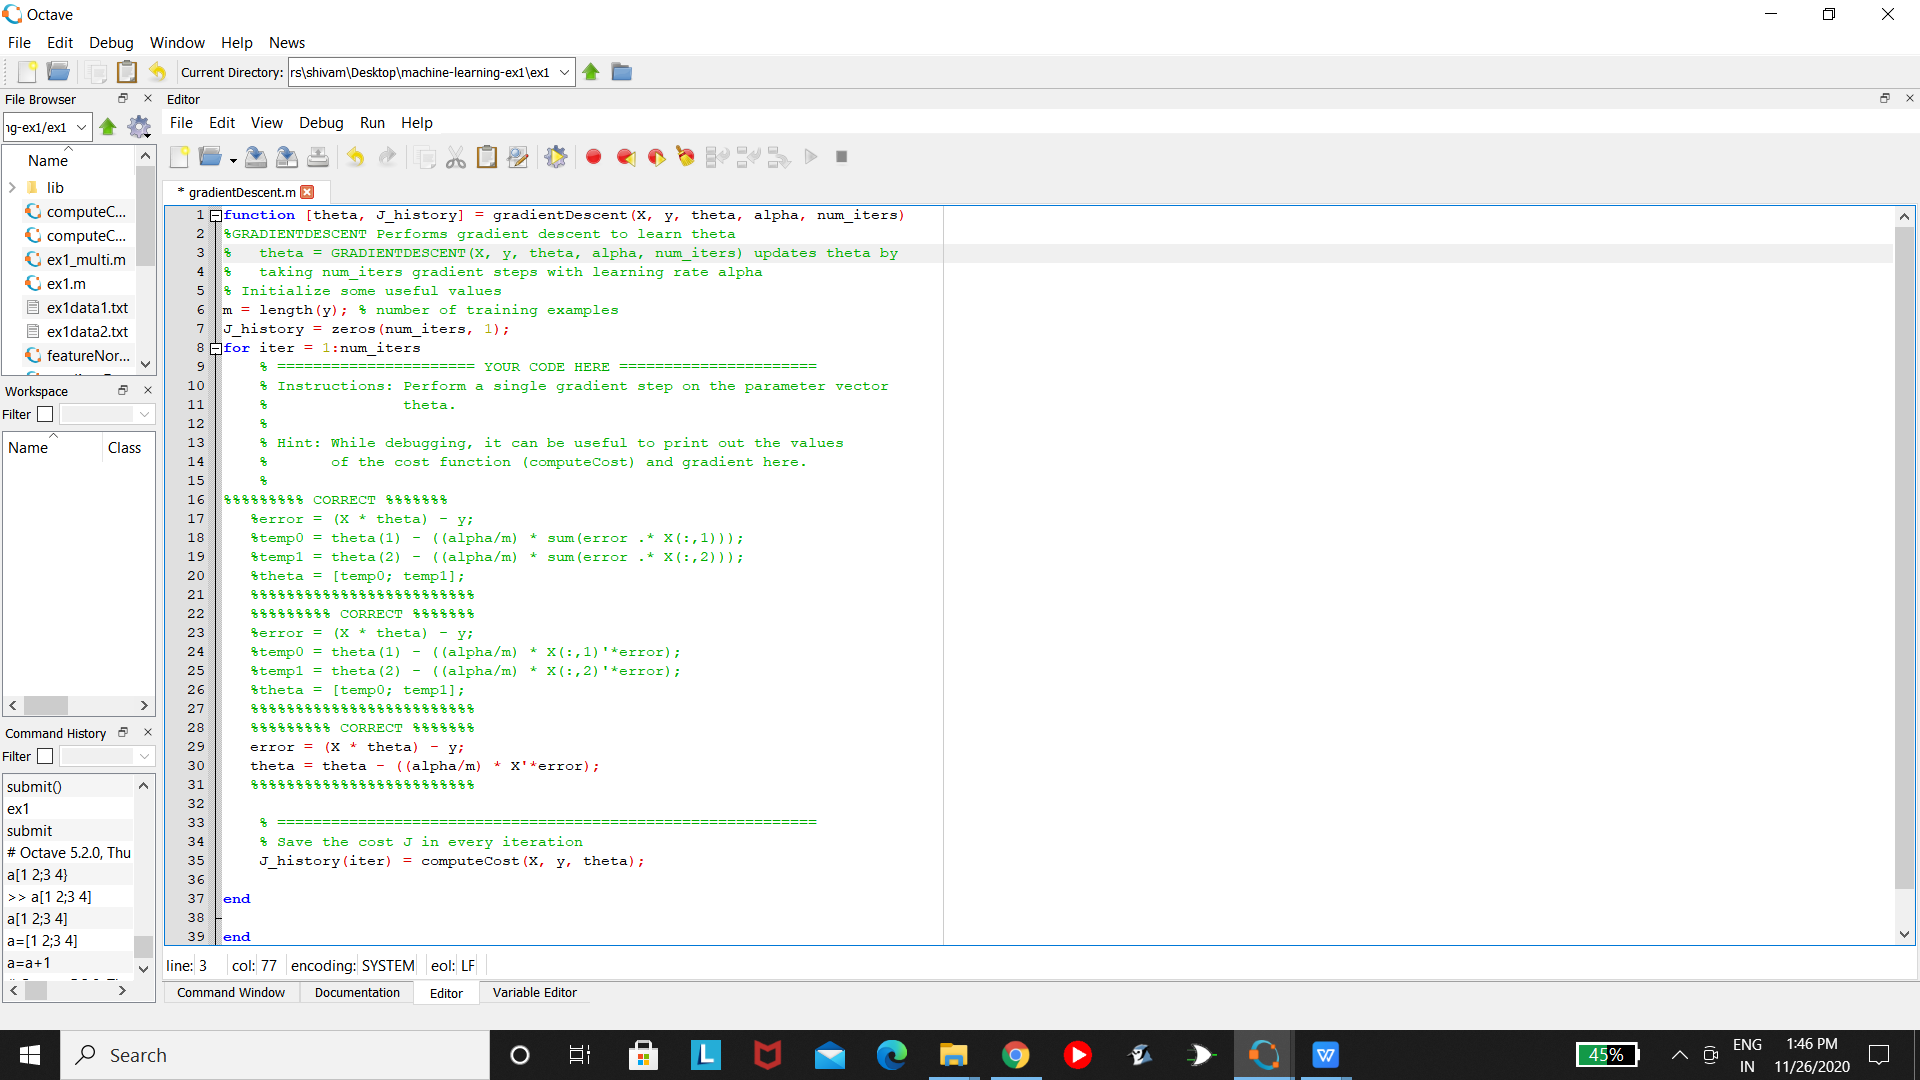 Octave
File Edit Debug Window Help News
Current Directory: rs\shivam\Desktop\machine-learning-ex1\ex1
File Browser
ng-ex1/ex1
Name
lib
computeC...
computeC...
ex1_multi.m
ex1.m
ex1data1.txt
ex1data2.txt
featureNor...
Workspace
Filter
Name Class
Command History
Filter
submit()
ex1
submit
# Octave 5.2.0, Thu
a[1 2;3 4}
>> a[1 2;3 4]
a[1 2;3 4]
a=[1 2;3 4]
a=a+1
Editor
File Edit View Debug Run Help
* gradientDescent.m
1 function [theta, J_history] = gradientDescent(X, y, theta, alpha, num_iters)
2 %GRADIENTDESCENT Performs gradient descent to learn theta
3 %   theta = GRADIENTDESCENT(X, y, theta, alpha, num_iters) updates theta by
4 %   taking num_iters gradient steps with learning rate alpha
5 % Initialize some useful values
6 m = length(y); % number of training examples
7 J_history = zeros(num_iters, 1);
8 for iter = 1:num_iters
9     % ====================== YOUR CODE HERE ======================
10     % Instructions: Perform a single gradient step on the parameter vector
11     %               theta.
12     %
13     % Hint: While debugging, it can be useful to print out the values
14     %       of the cost function (computeCost) and gradient here.
15     %
16 %%%%%%%%% CORRECT %%%%%%%
17    %error = (X * theta) - y;
18    %temp0 = theta(1) - ((alpha/m) * sum(error .* X(:,1)));
19    %temp1 = theta(2) - ((alpha/m) * sum(error .* X(:,2)));
20    %theta = [temp0; temp1];
21    %%%%%%%%%%%%%%%%%%%%%%%%%
22    %%%%%%%%% CORRECT %%%%%%%
23    %error = (X * theta) - y;
24    %temp0 = theta(1) - ((alpha/m) * X(:,1)'*error);
25    %temp1 = theta(2) - ((alpha/m) * X(:,2)'*error);
26    %theta = [temp0; temp1];
27    %%%%%%%%%%%%%%%%%%%%%%%%%
28    %%%%%%%%% CORRECT %%%%%%%
29    error = (X * theta) - y;
30    theta = theta - ((alpha/m) * X'*error);
31    %%%%%%%%%%%%%%%%%%%%%%%%%
32
33     % ============================================================
34     % Save the cost J in every iteration
35     J_history(iter) = computeCost(X, y, theta);
36
37 end
38
39 end
line: 3 col: 77 encoding: SYSTEM eol: LF
Command Window Documentation Editor Variable Editor
Search
L
W
45%
ENG
IN
1:46 PM
11/26/2020